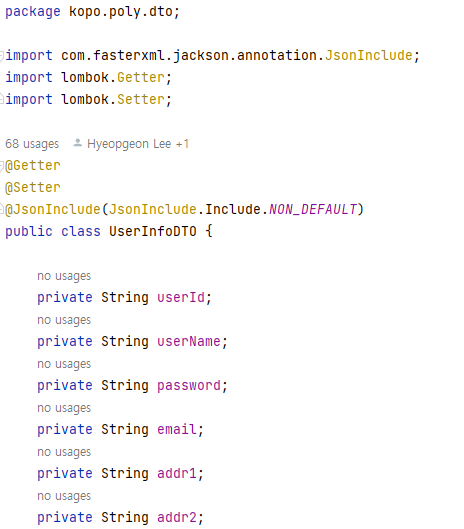 package kopo.poly.dto;
import com.fasterxml.jackson.annotation.JsonInclude;
import lombok.Getter;
import lombok.Setter;
68 usages Hyeopgeon Lee +1
@Getter
@Setter
@JsonInclude(JsonInclude.Include.NON_DEFAULT)
public class UserInfoDTO {
no usages
private String userId;
no usages
private String userName;
no usages
private String password;
no usages
private String email;
no usages
private String addr1;
no usages
private String addr2;